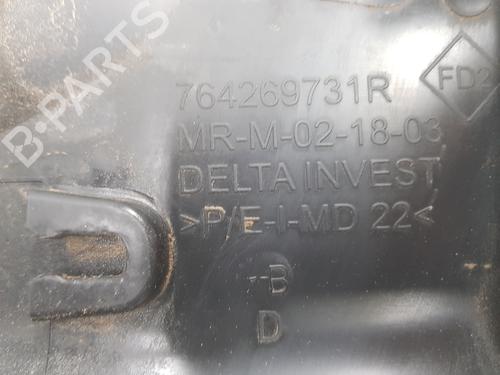 764269731R
FD2
MR-M-02-18-03
DELTA INVEST
>P/E-I-MD 22<
B
D
B-PARTS